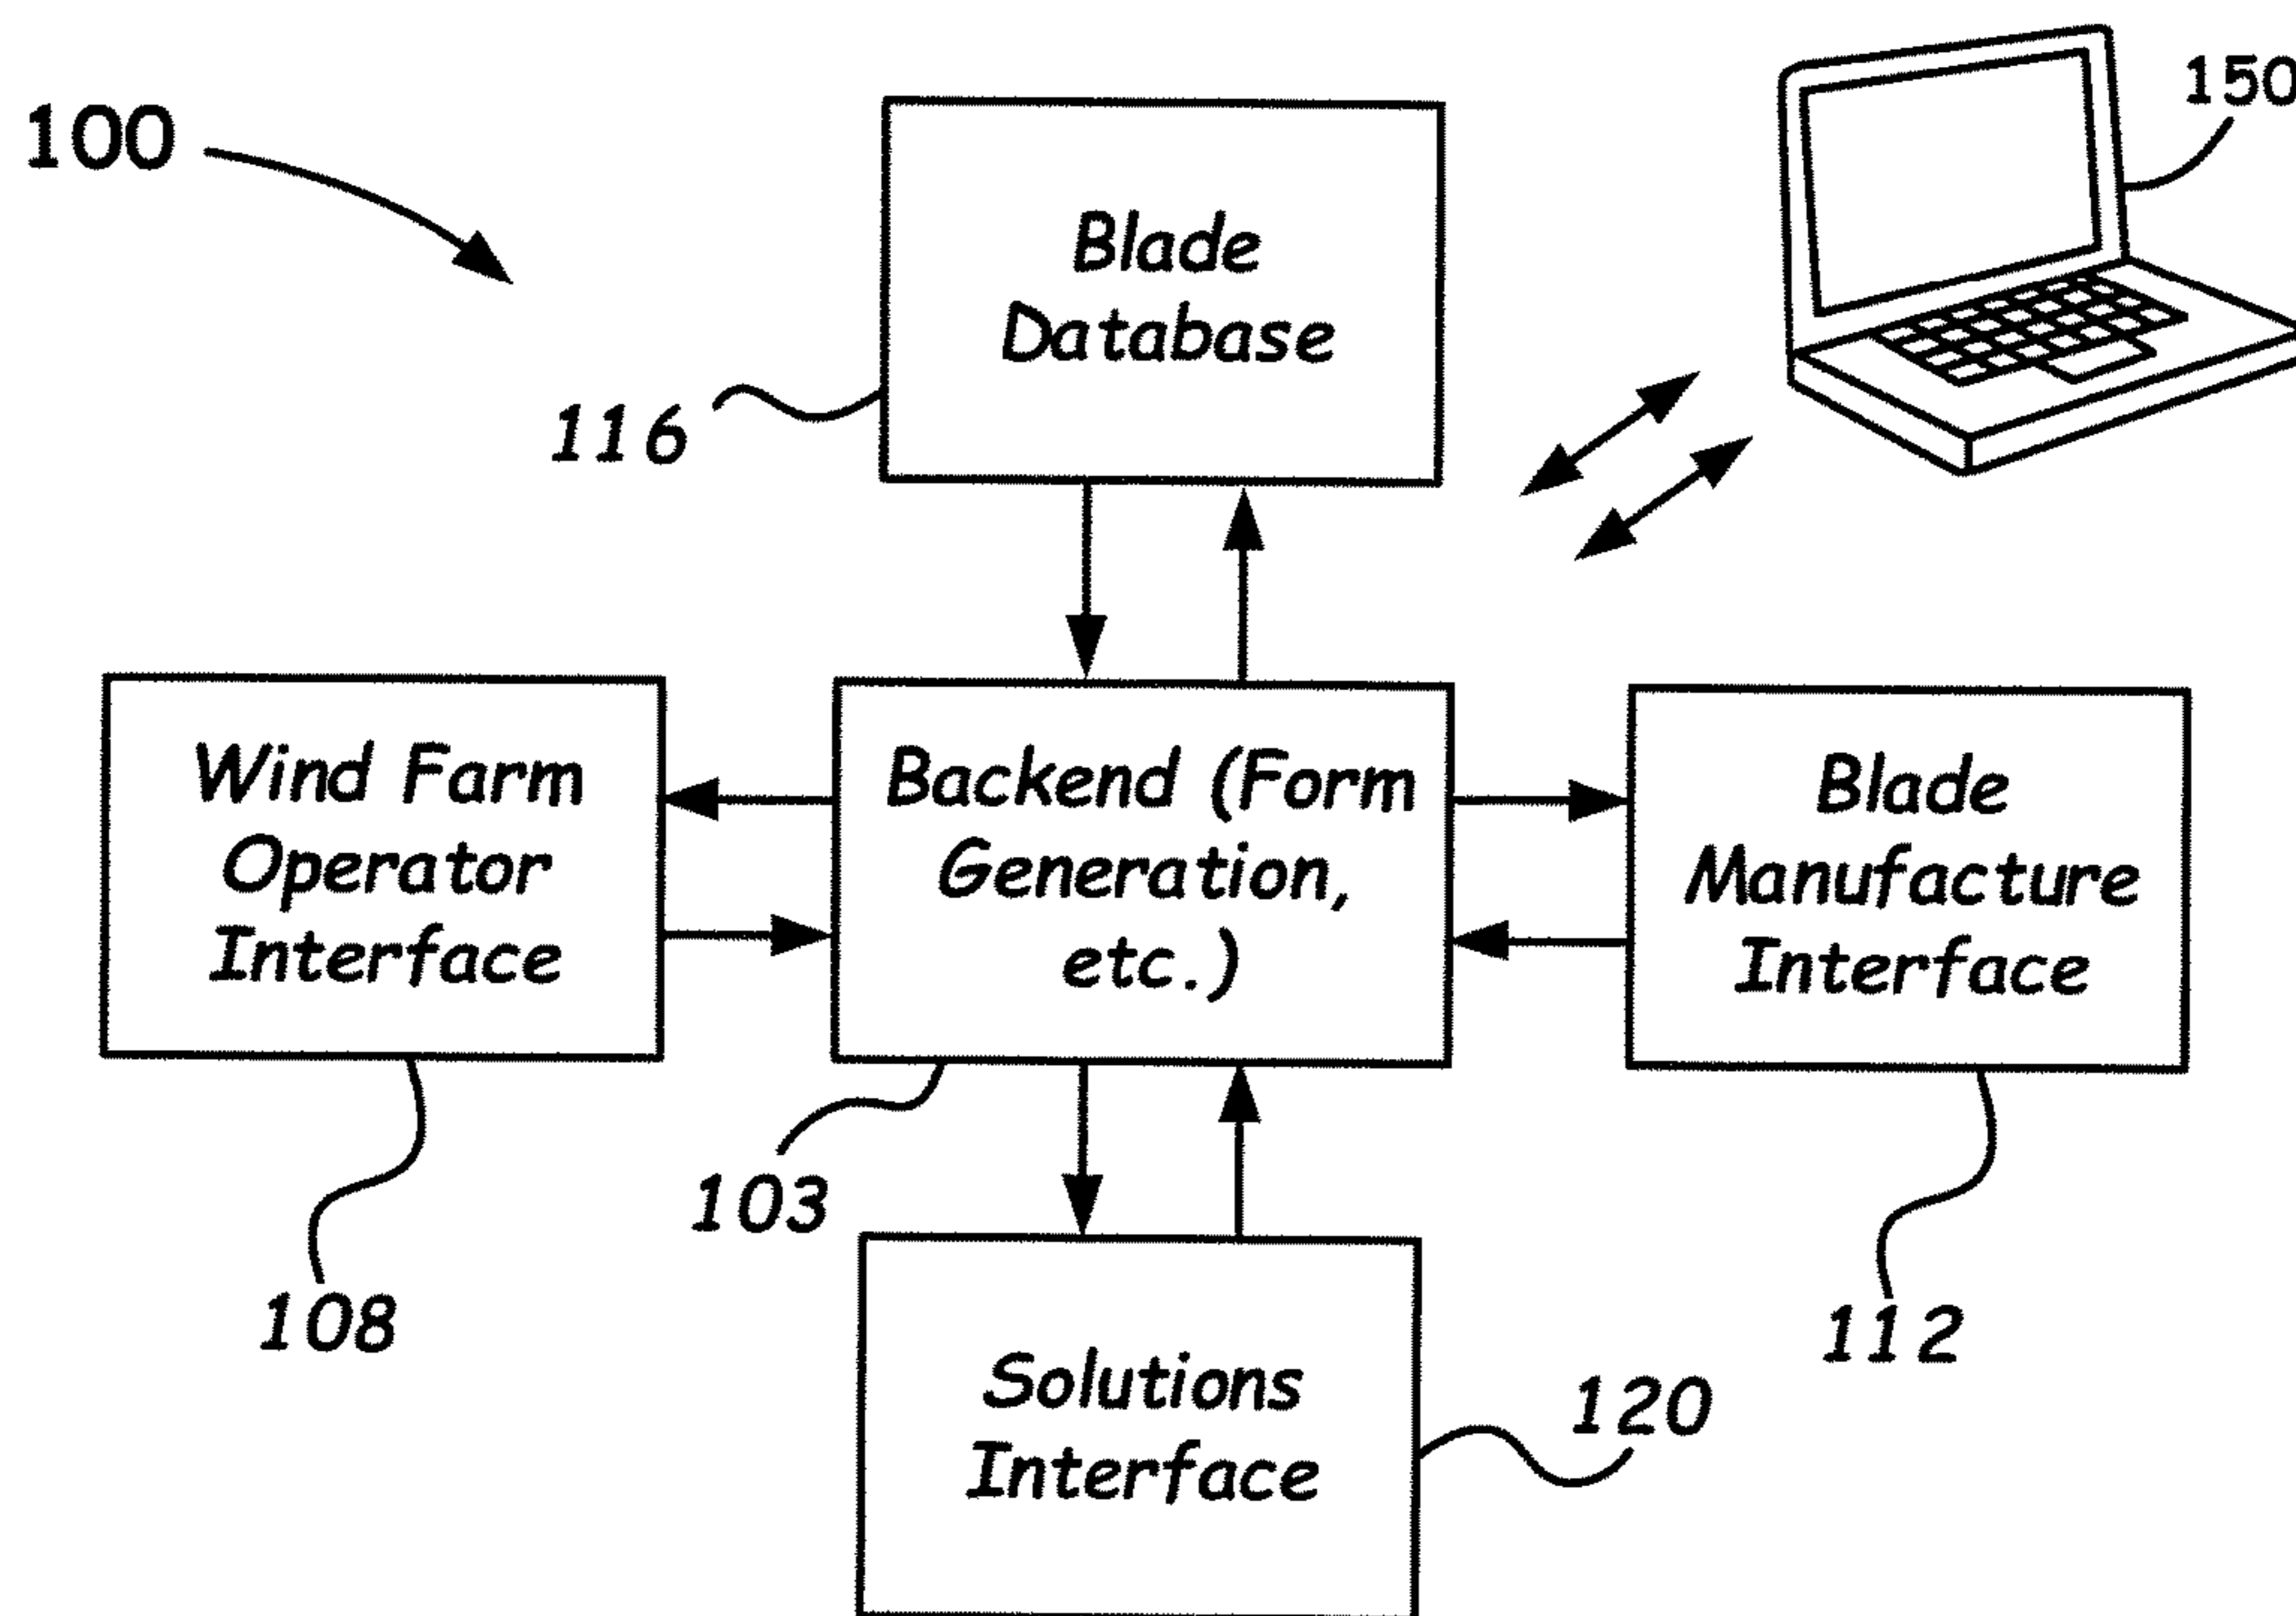 100
150
Blade
Database
116
Wind Farm
Operator
Interface
Backend (Form
Generation,
etc.)
Blade
Manufacture
Interface
103
108
112
Solutions
Interface
120